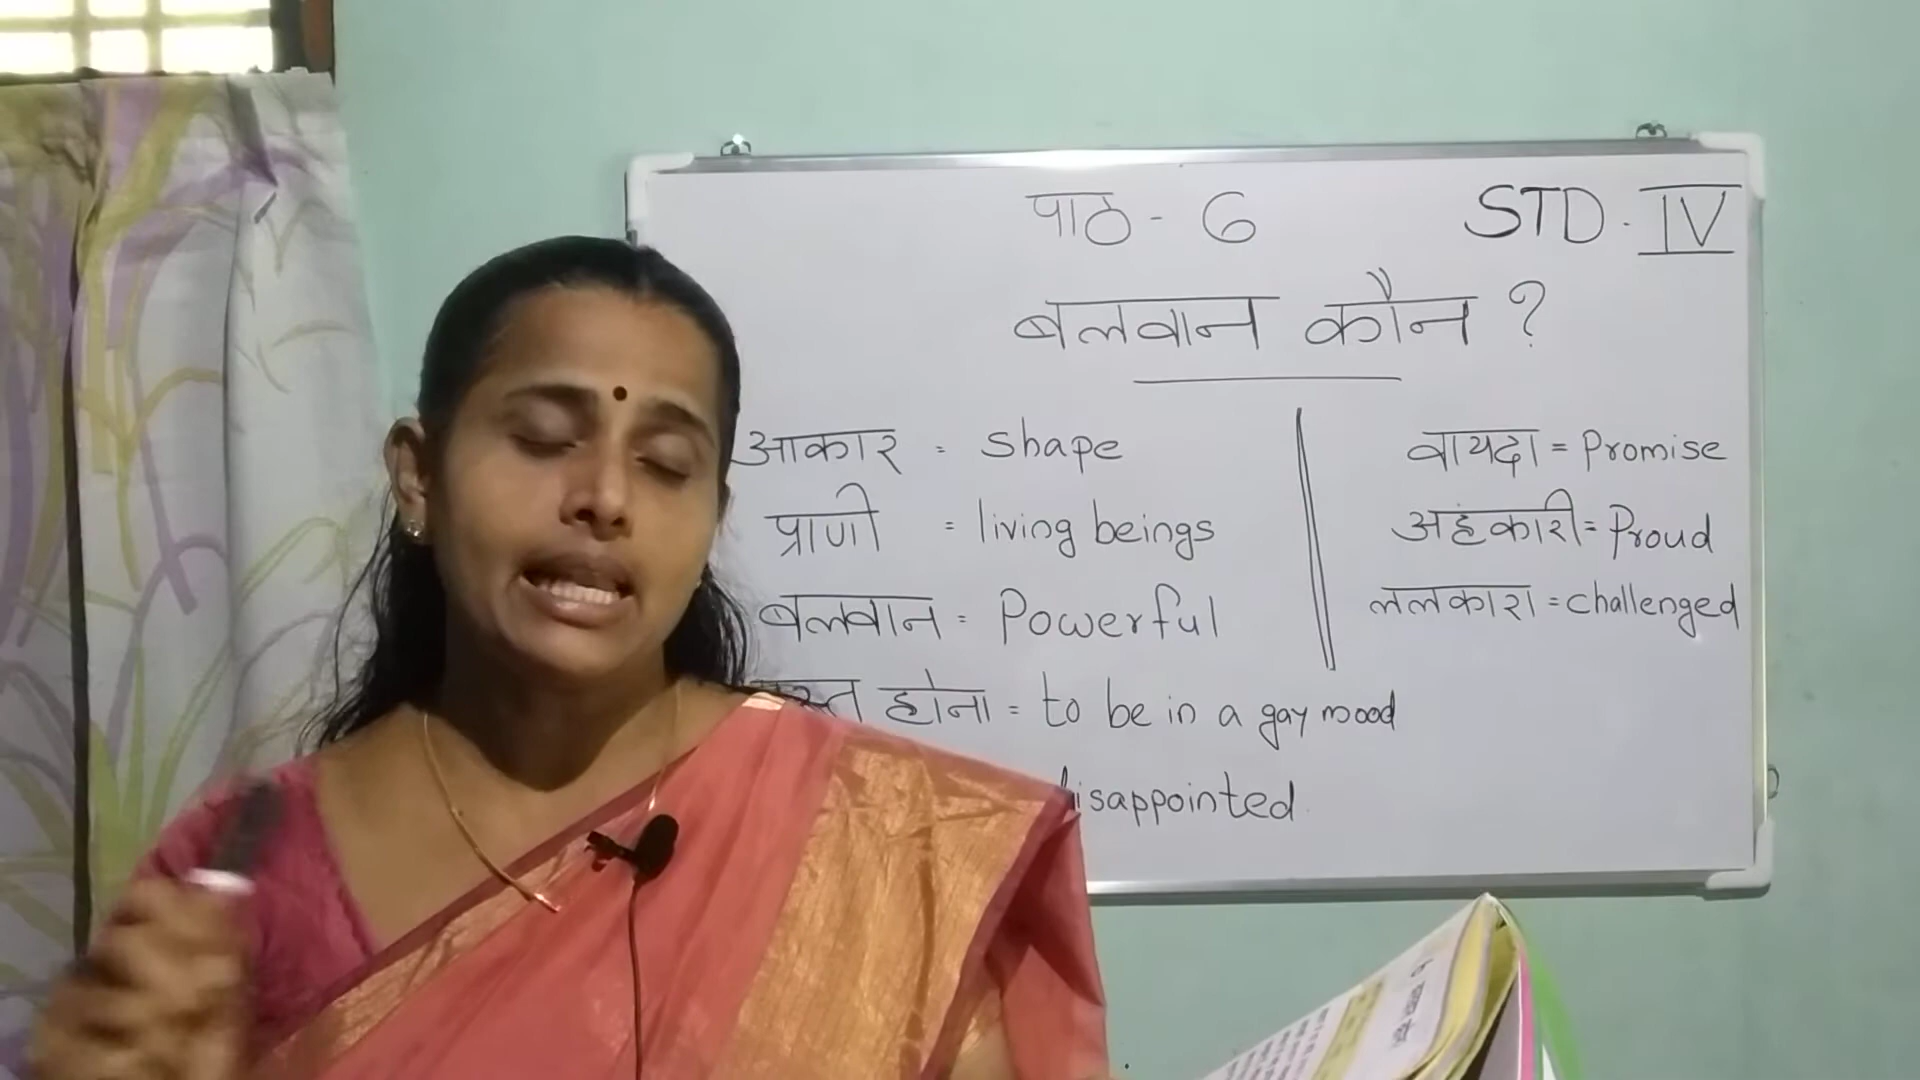 पाठ - 6
STD. IV
बलवान कौन ?
आकार = shape
प्राणी = living beings
बलवान = Powerful
होना = to be in a gay mood
वायदा = Promise
अहंकारी = Proud
ललकारा = challenged